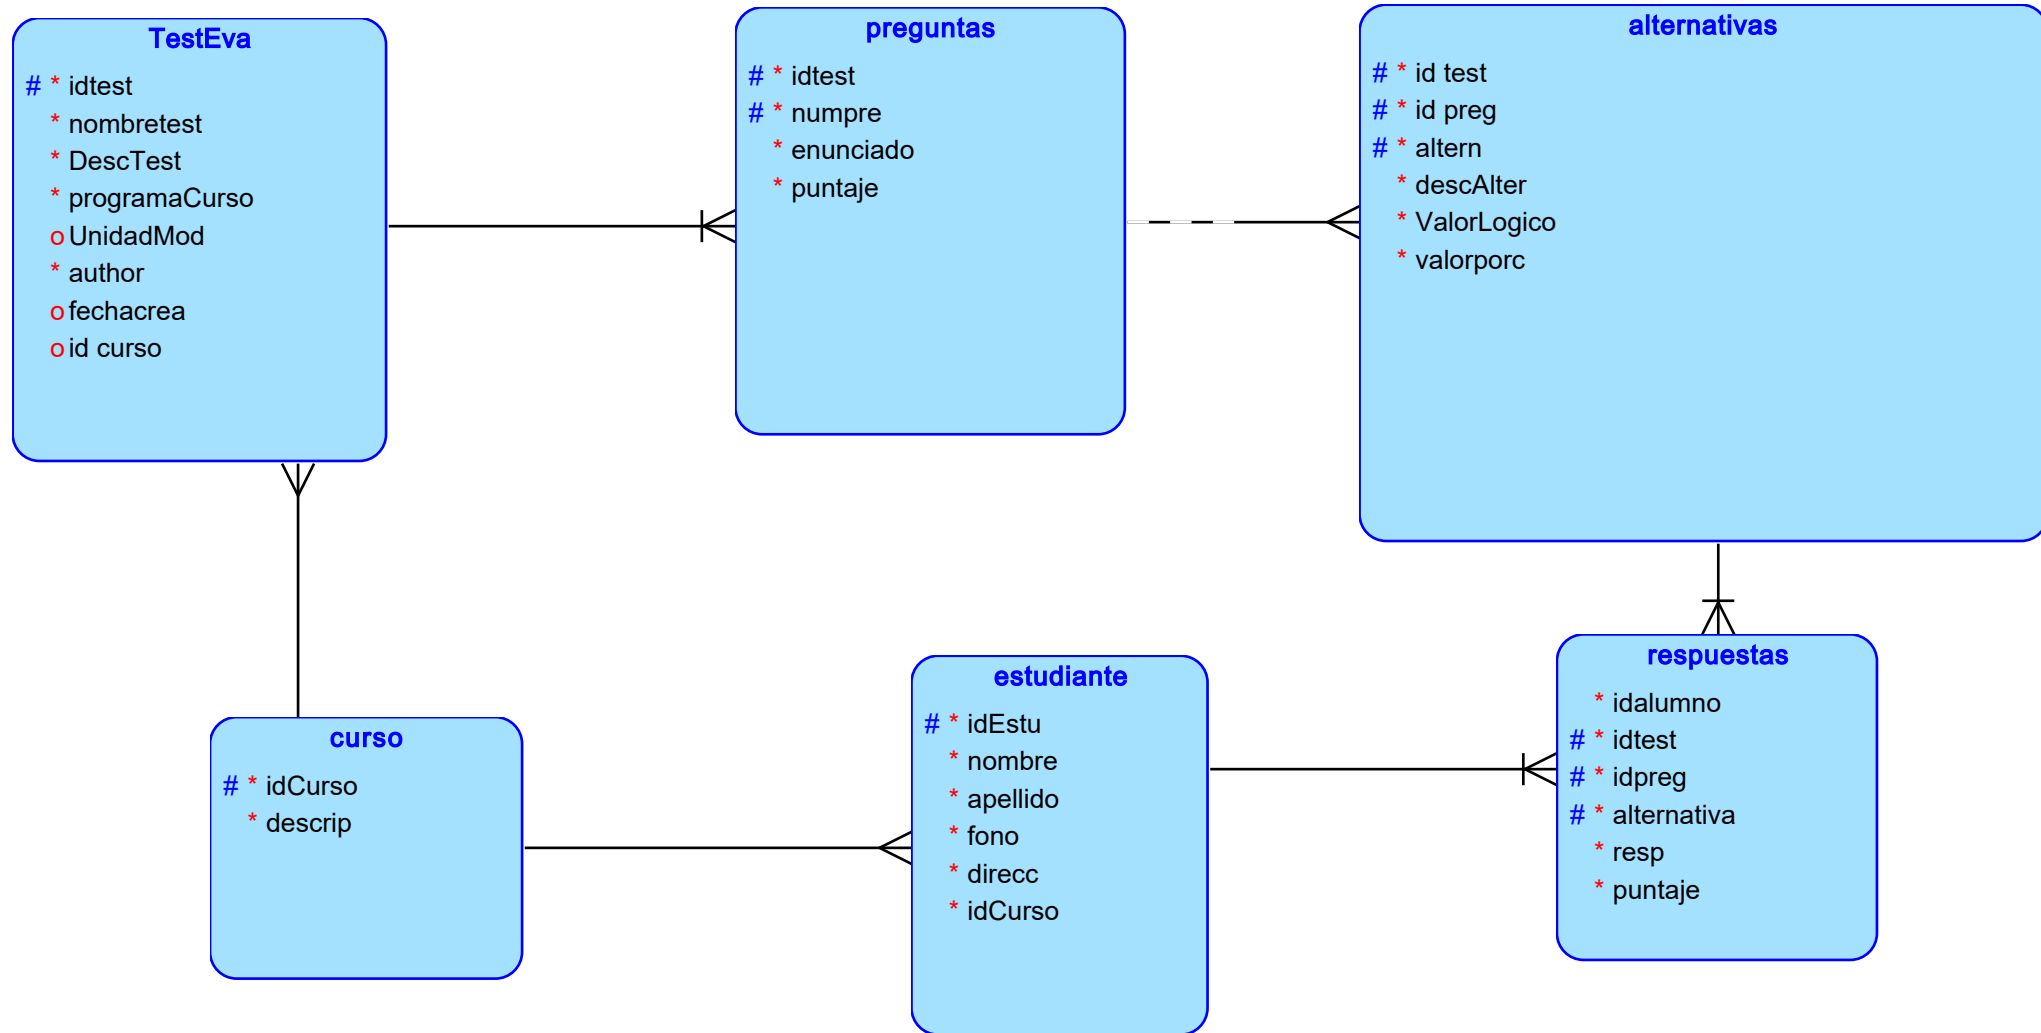 TestEva
# * idtest
* nombretest
* DescTest
* programaCurso
o UnidadMod
* author
o fechacrea
o id curso
preguntas
# * idtest
# * numpre
* enunciado
* puntaje
alternativas
# * id test
# * id preg
# * altern
* descAlter
* ValorLogico
* valorporc
curso
# * idCurso
* descrip
estudiante
# * idEstu
* nombre
* apellido
* fono
* direcc
* idCurso
respuestas
* idalumno
# * idtest
# * idpreg
# * alternativa
* resp
* puntaje